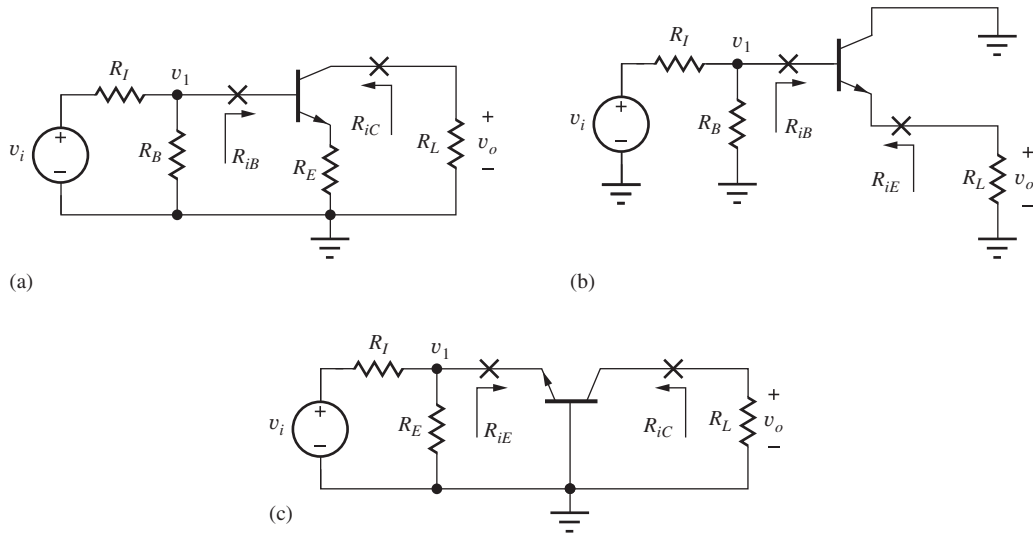 R_I
v_1
v_i
+
−
R_B
R_iB
R_E
R_iC
R_L
+
v_o
−
(a)
R_I
v_1
v_i
+
−
R_B
R_iB
R_iE
R_L
+
v_o
−
(b)
R_I
v_1
v_i
+
−
R_E
R_iE
R_iC
R_L
+
v_o
−
(c)